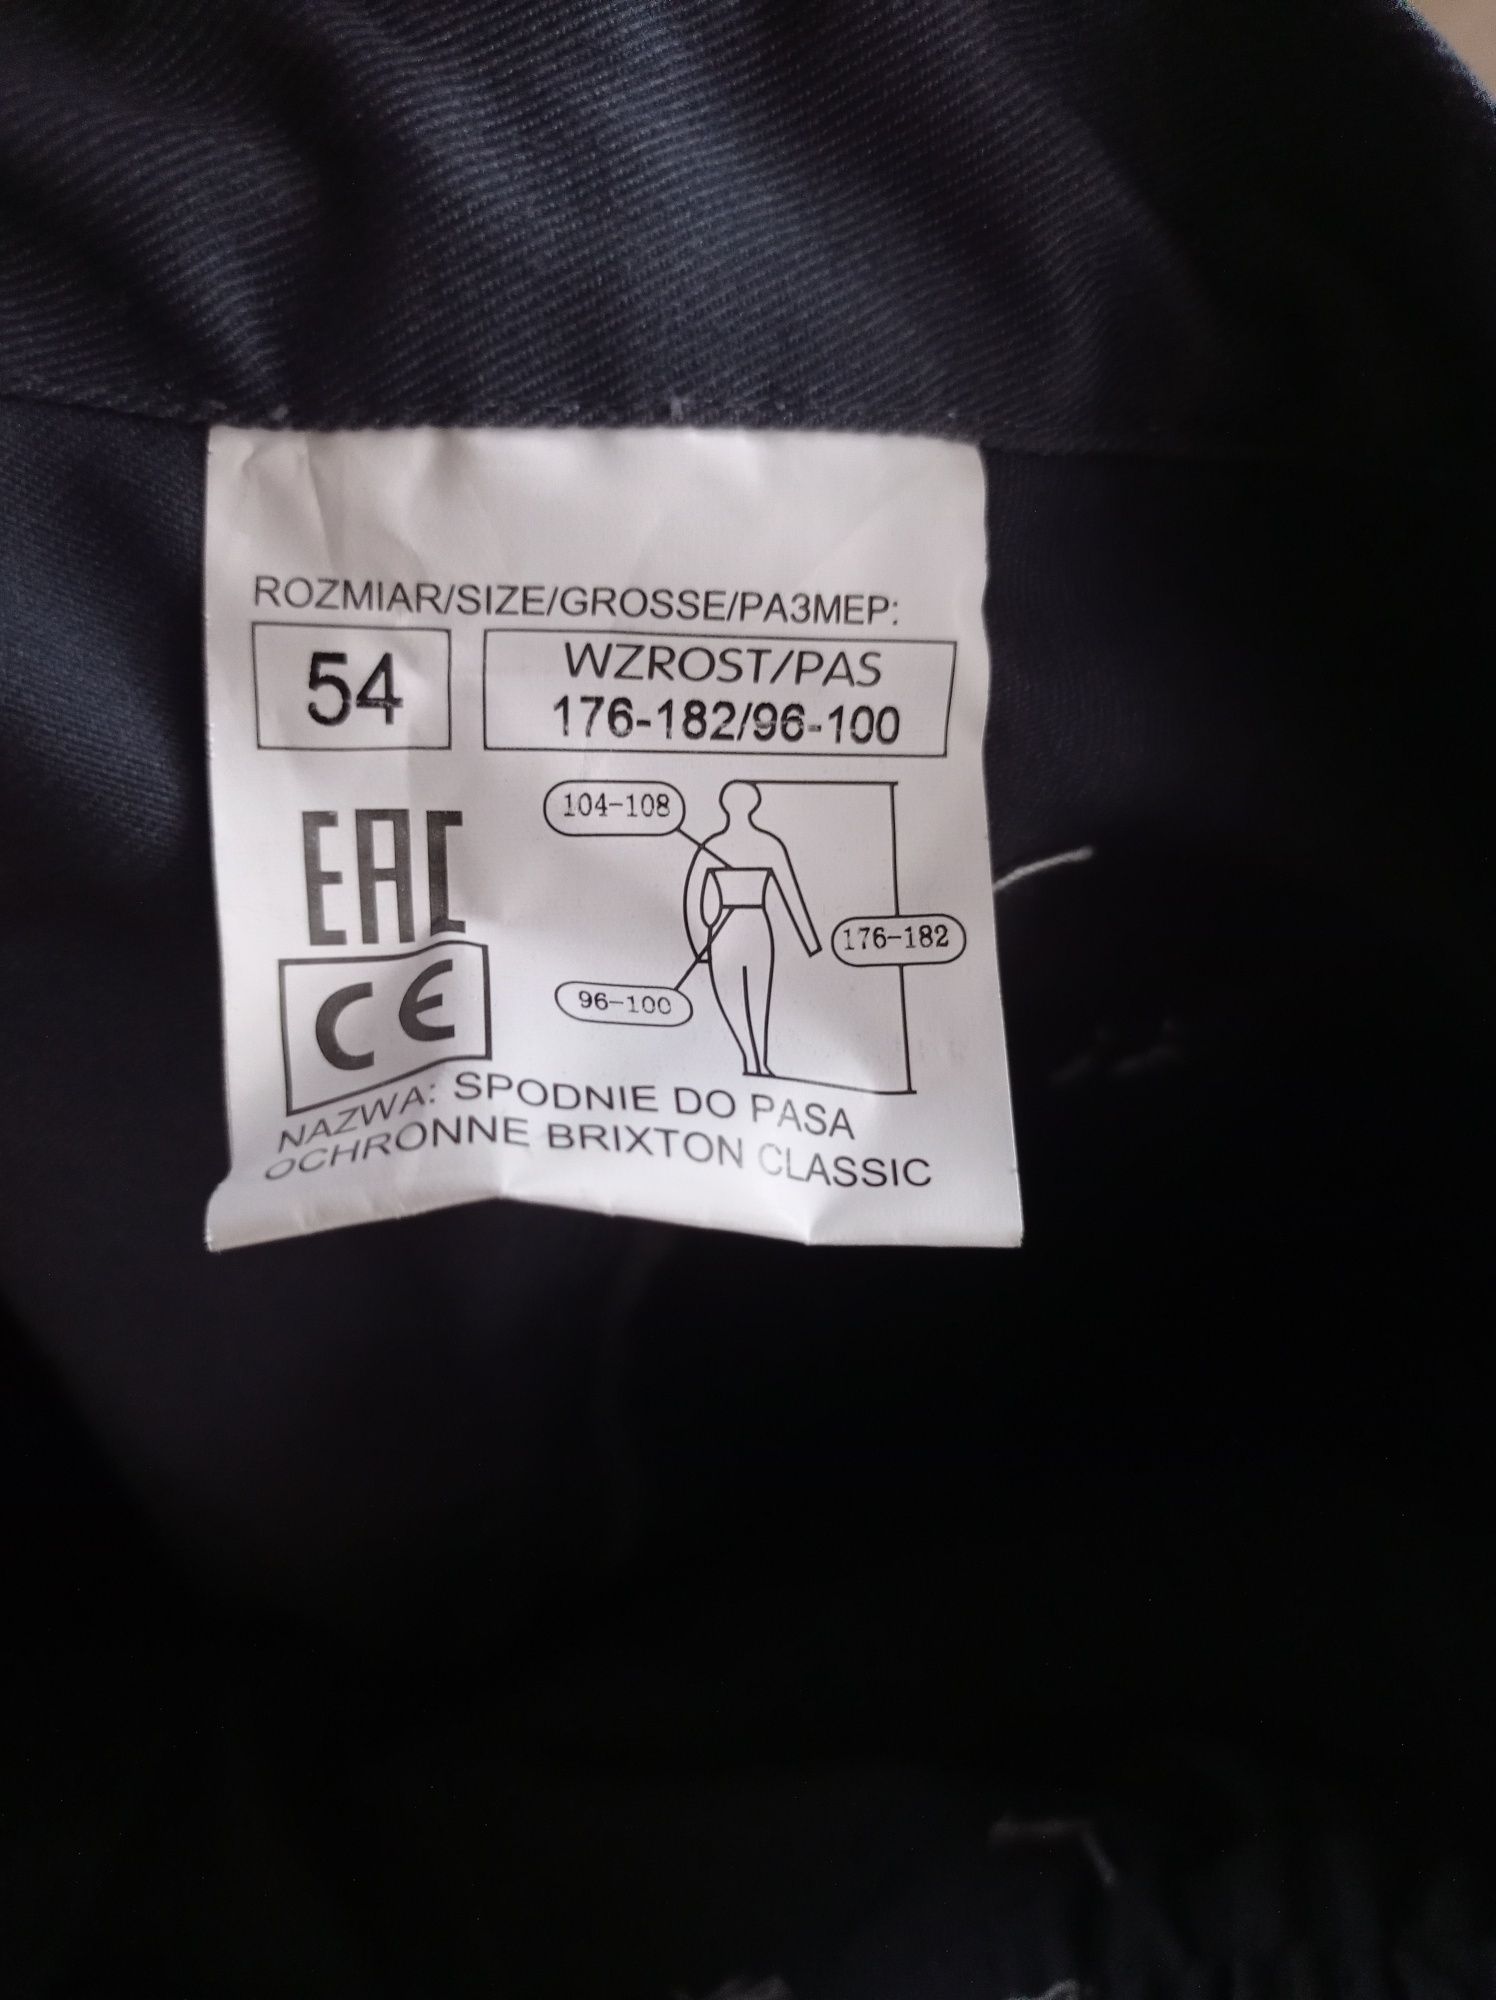 ROZMIAR/SIZE/GROSSE/РАЗМЕР:
54
WZROST/PAS
176-182/96-100
104-108
176-182
96-100
EAC
CE
NAZWA: SPODNIE DO PASA
OCHRONNE BRIXTON CLASSIC